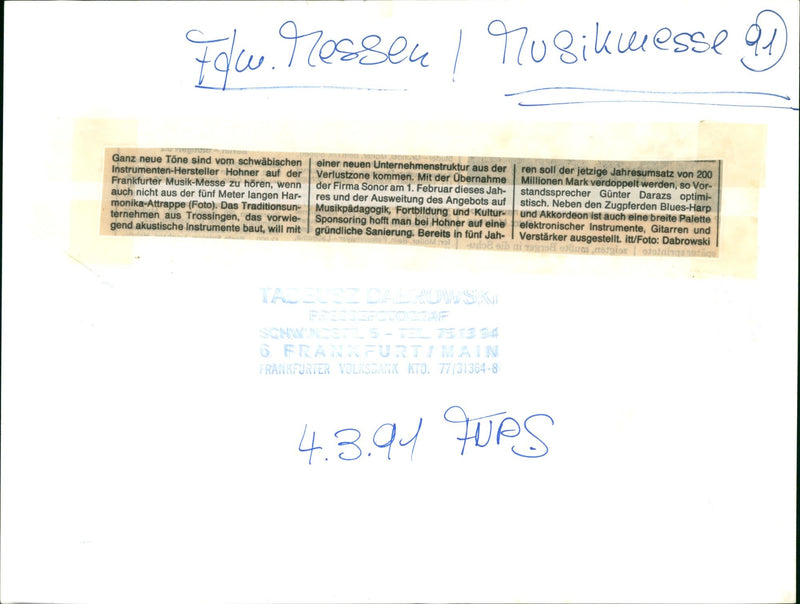 Ffm. Messen / Musikmesse 91
Ganz neue Töne sind vom schwäbischen
Instrumenten-Hersteller Hohner auf der
Frankfurter Musik-Messe zu hören, wenn
auch nicht aus der fünf Meter langen Har-
monika-Attrappe (Foto). Das Traditionsun-
ternehmen aus Trossingen, das vorwie-
gend akustische Instrumente baut, will mit
einer neuen Unternehmenstruktur aus der
Verlustzone kommen. Mit der Übernahme
der Firma Sonor am 1. Februar dieses Jah-
res und der Ausweitung des Angebots auf
Musikpädagogik, Fortbildung und Kultur-
Sponsoring hofft man bei Hohner auf eine
gründliche Sanierung. Bereits in fünf Jah-
ren soll der jetzige Jahresumsatz von 200
Millionen Mark verdoppelt werden, so Vor-
standssprecher Günter Darazs optimi-
stisch. Neben den Zugpferden Blues-Harp
und Akkordeon ist auch eine breite Palette
elektronischer Instrumente, Gitarren und
Verstärker ausgestellt. itt/Foto: Dabrowski
TADEUSZ DABROWSKI
PRESSEFOTOGRAF
SCHWINDSTR. 5 - TEL. 751394
6 FRANKFURT/MAIN
FRANKFURTER VOLKSBANK KTO. 77/31364-8
4.3.91